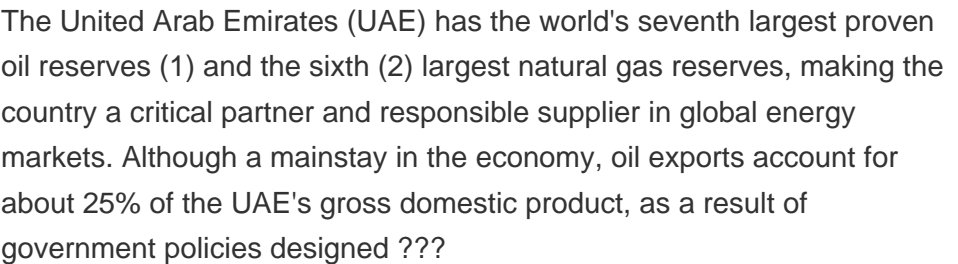 The United Arab Emirates (UAE) has the world's seventh largest proven
oil reserves (1) and the sixth (2) largest natural gas reserves, making the
country a critical partner and responsible supplier in global energy
markets. Although a mainstay in the economy, oil exports account for
about 25% of the UAE's gross domestic product, as a result of
government policies designed ???